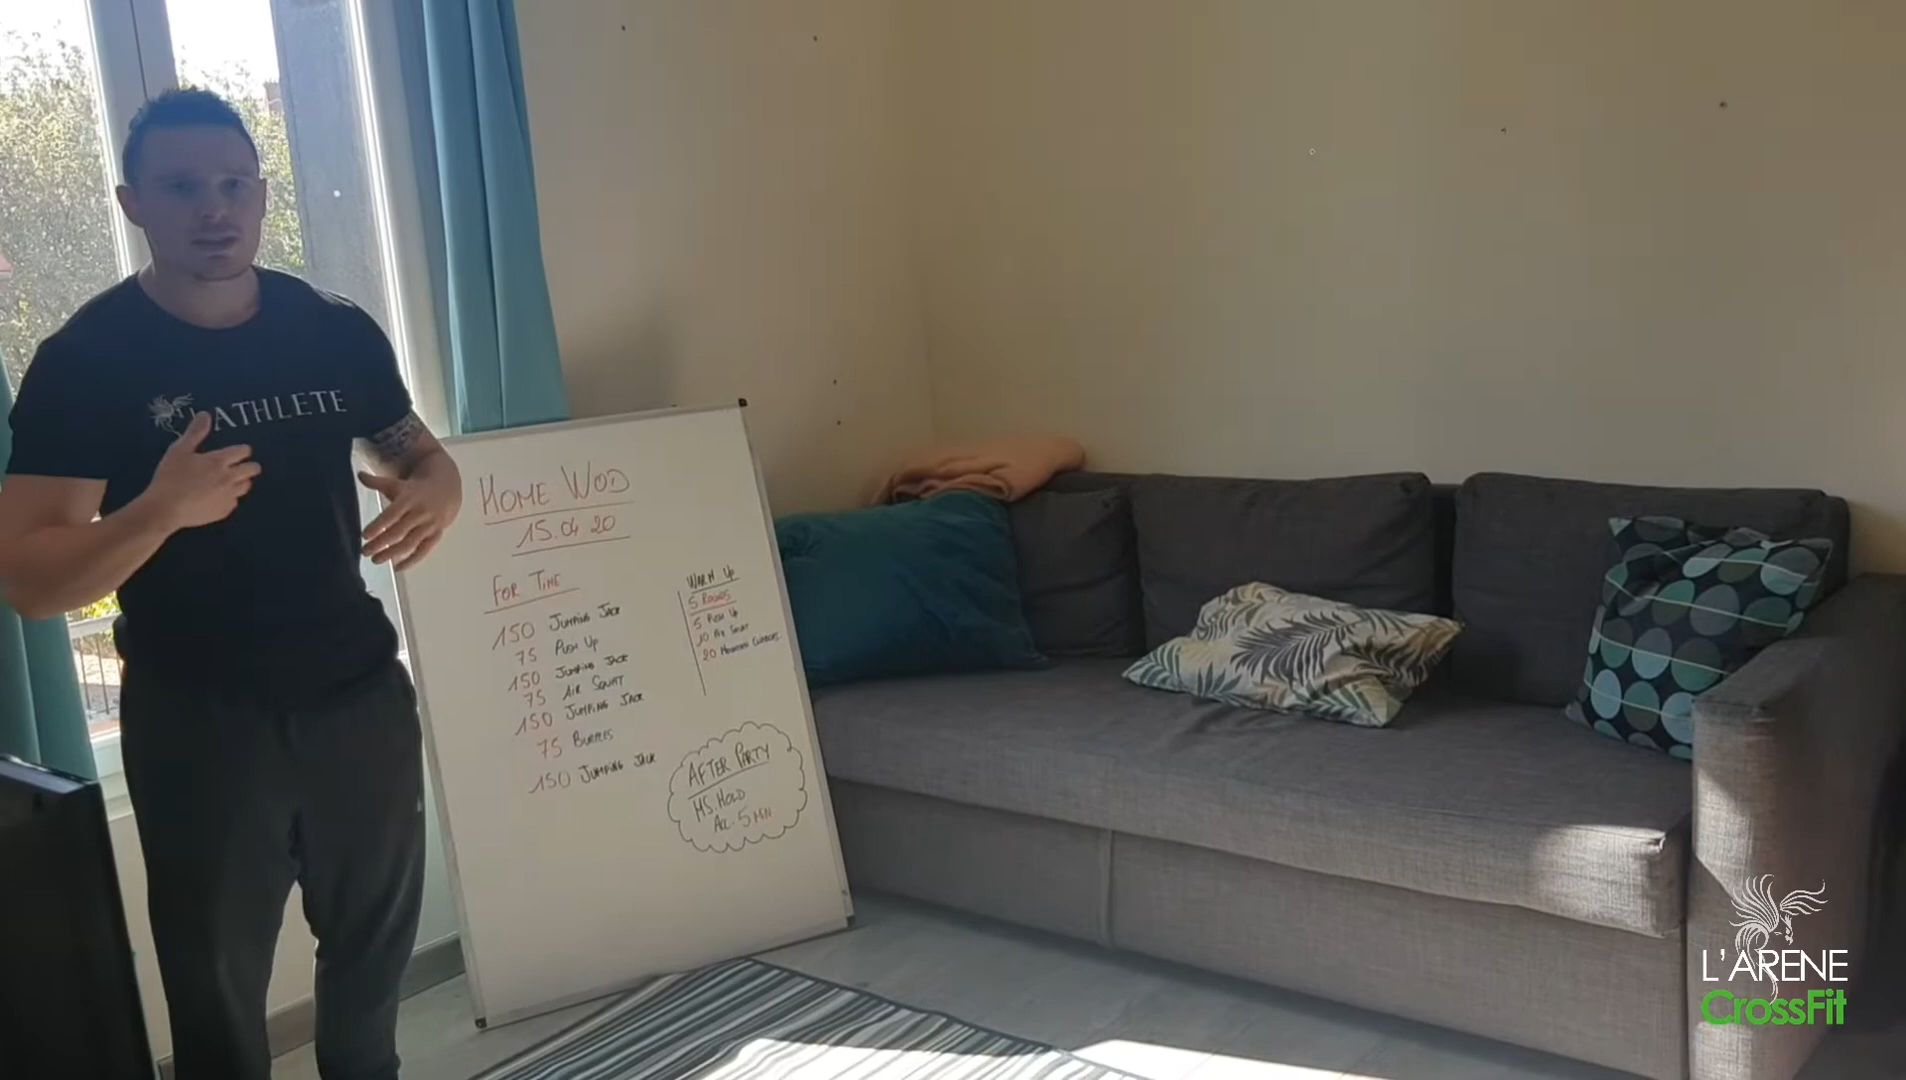 ATHLETE
HOME WOD
15.04 20
FOR TIME
150 JUMPING JACK
75 PUSH UP
150 JUMPING JACK
75 AIR SQUAT
150 JUMPING JACK
75 BURPEES
150 JUMPING JACK
WARM UP
5 ROUNDS
5 PUSH UP
10 AIR SQUAT
20 MOUNTAIN CLIMBERS
AFTER PARTY
HS. HOLD
ACC. 5 MIN
L'ARENE
CrossFit